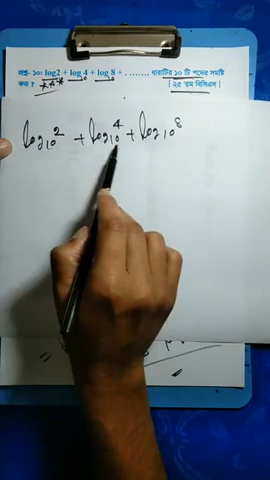 প্রশ্ন- ১০: log2 + log 4 + log 8 + ........ ধারাটির ১০ টি পদের সমষ্টি
কত ? [ ২৫ তম বিসিএস ]
log₁₀2 + log₁₀4 + log₁₀8